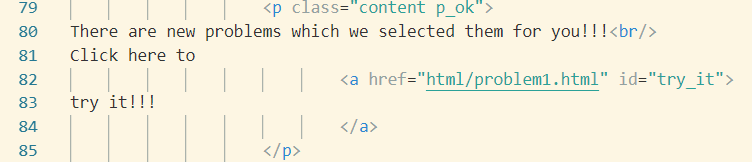 79 <p class="content p_ok">
80 There are new problems which we selected them for you!!!<br/>
81 Click here to
82 <a href="html/problem1.html" id="try_it">
83 try it!!!
84 </a>
85 </p>